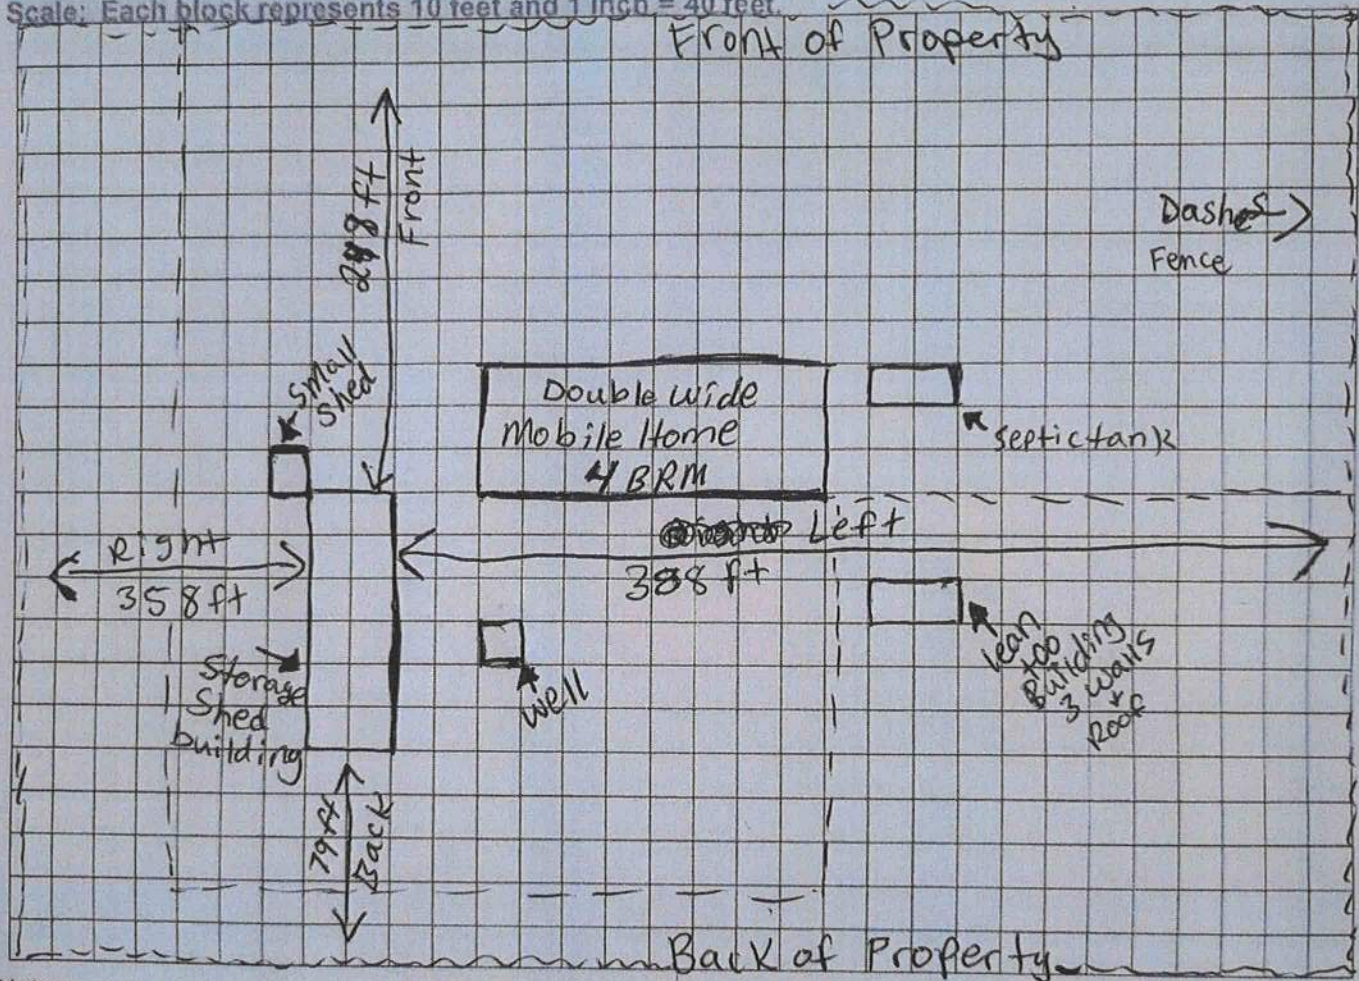 Scale: Each block represents 10 feet and 1 inch = 40 feet.
Front of Property
Front
Dashes
Fence
Small
Shed
Double wide
Mobile Home
4 BRM
septic tank
Right
358 ft
Left
388 ft
Storage
Shed
building
well
lean
too
Building
3 walls
+
Roof
79 ft
Back
Back of Property